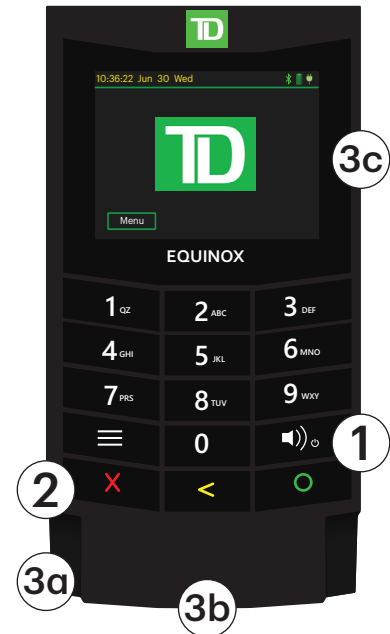 TD
10:36:22 Jun 30 Wed
TD
3c
Menu
EQUINOX
1 QZ 2 ABC 3 DEF
4 GHI 5 JKL 6 MNO
7 PRS 8 TUV 9 WXY
0 1
2 X <
3a
3b